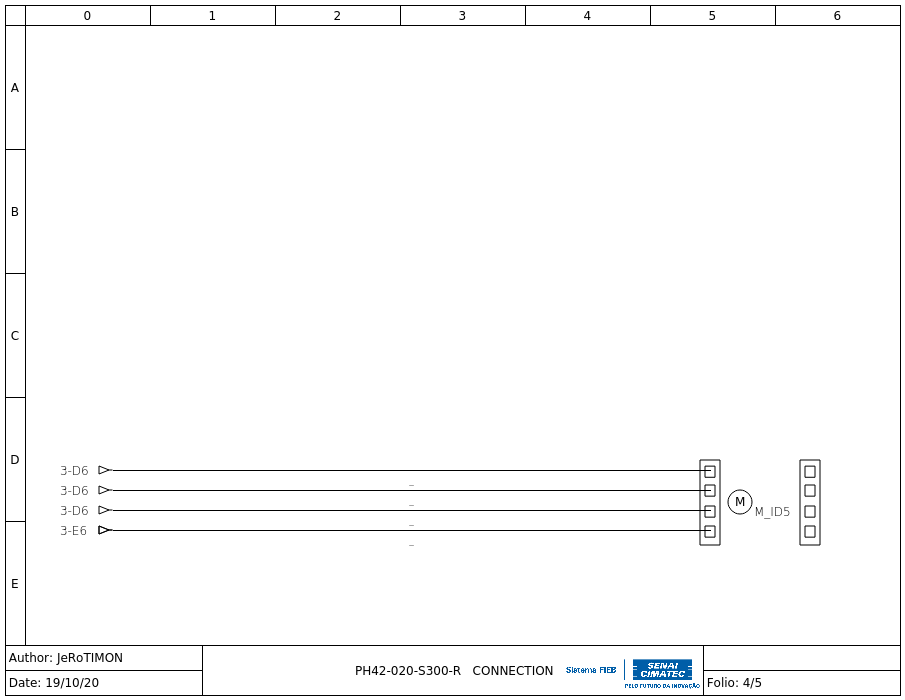 0 1 2 3 4 5 6
A
B
C
D
E
3-D6
3-D6
3-D6
3-E6
_
_
_
_
M
M_ID5
Author: JeRoTIMON
Date: 19/10/20
PH42-020-S300-R CONNECTION
Sistema FIEB
SENAI
CIMATEC
PELO FUTURO DA INOVAÇÃO
Folio: 4/5